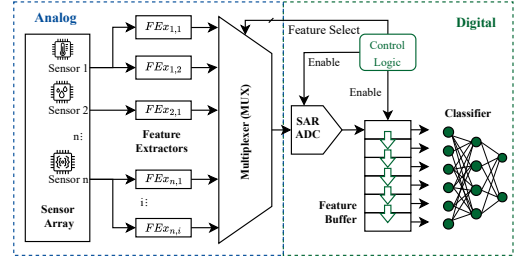 Analog
Digital
Sensor 1
Sensor 2
n⋮
Sensor n
Sensor
Array
FEx1,1
FEx1,2
FEx2,1
Feature
Extractors
FExn,1
i⋮
FExn,i
Multiplexer (MUX)
Feature Select
Control
Logic
Enable
Enable
SAR
ADC
Feature
Buffer
Classifier